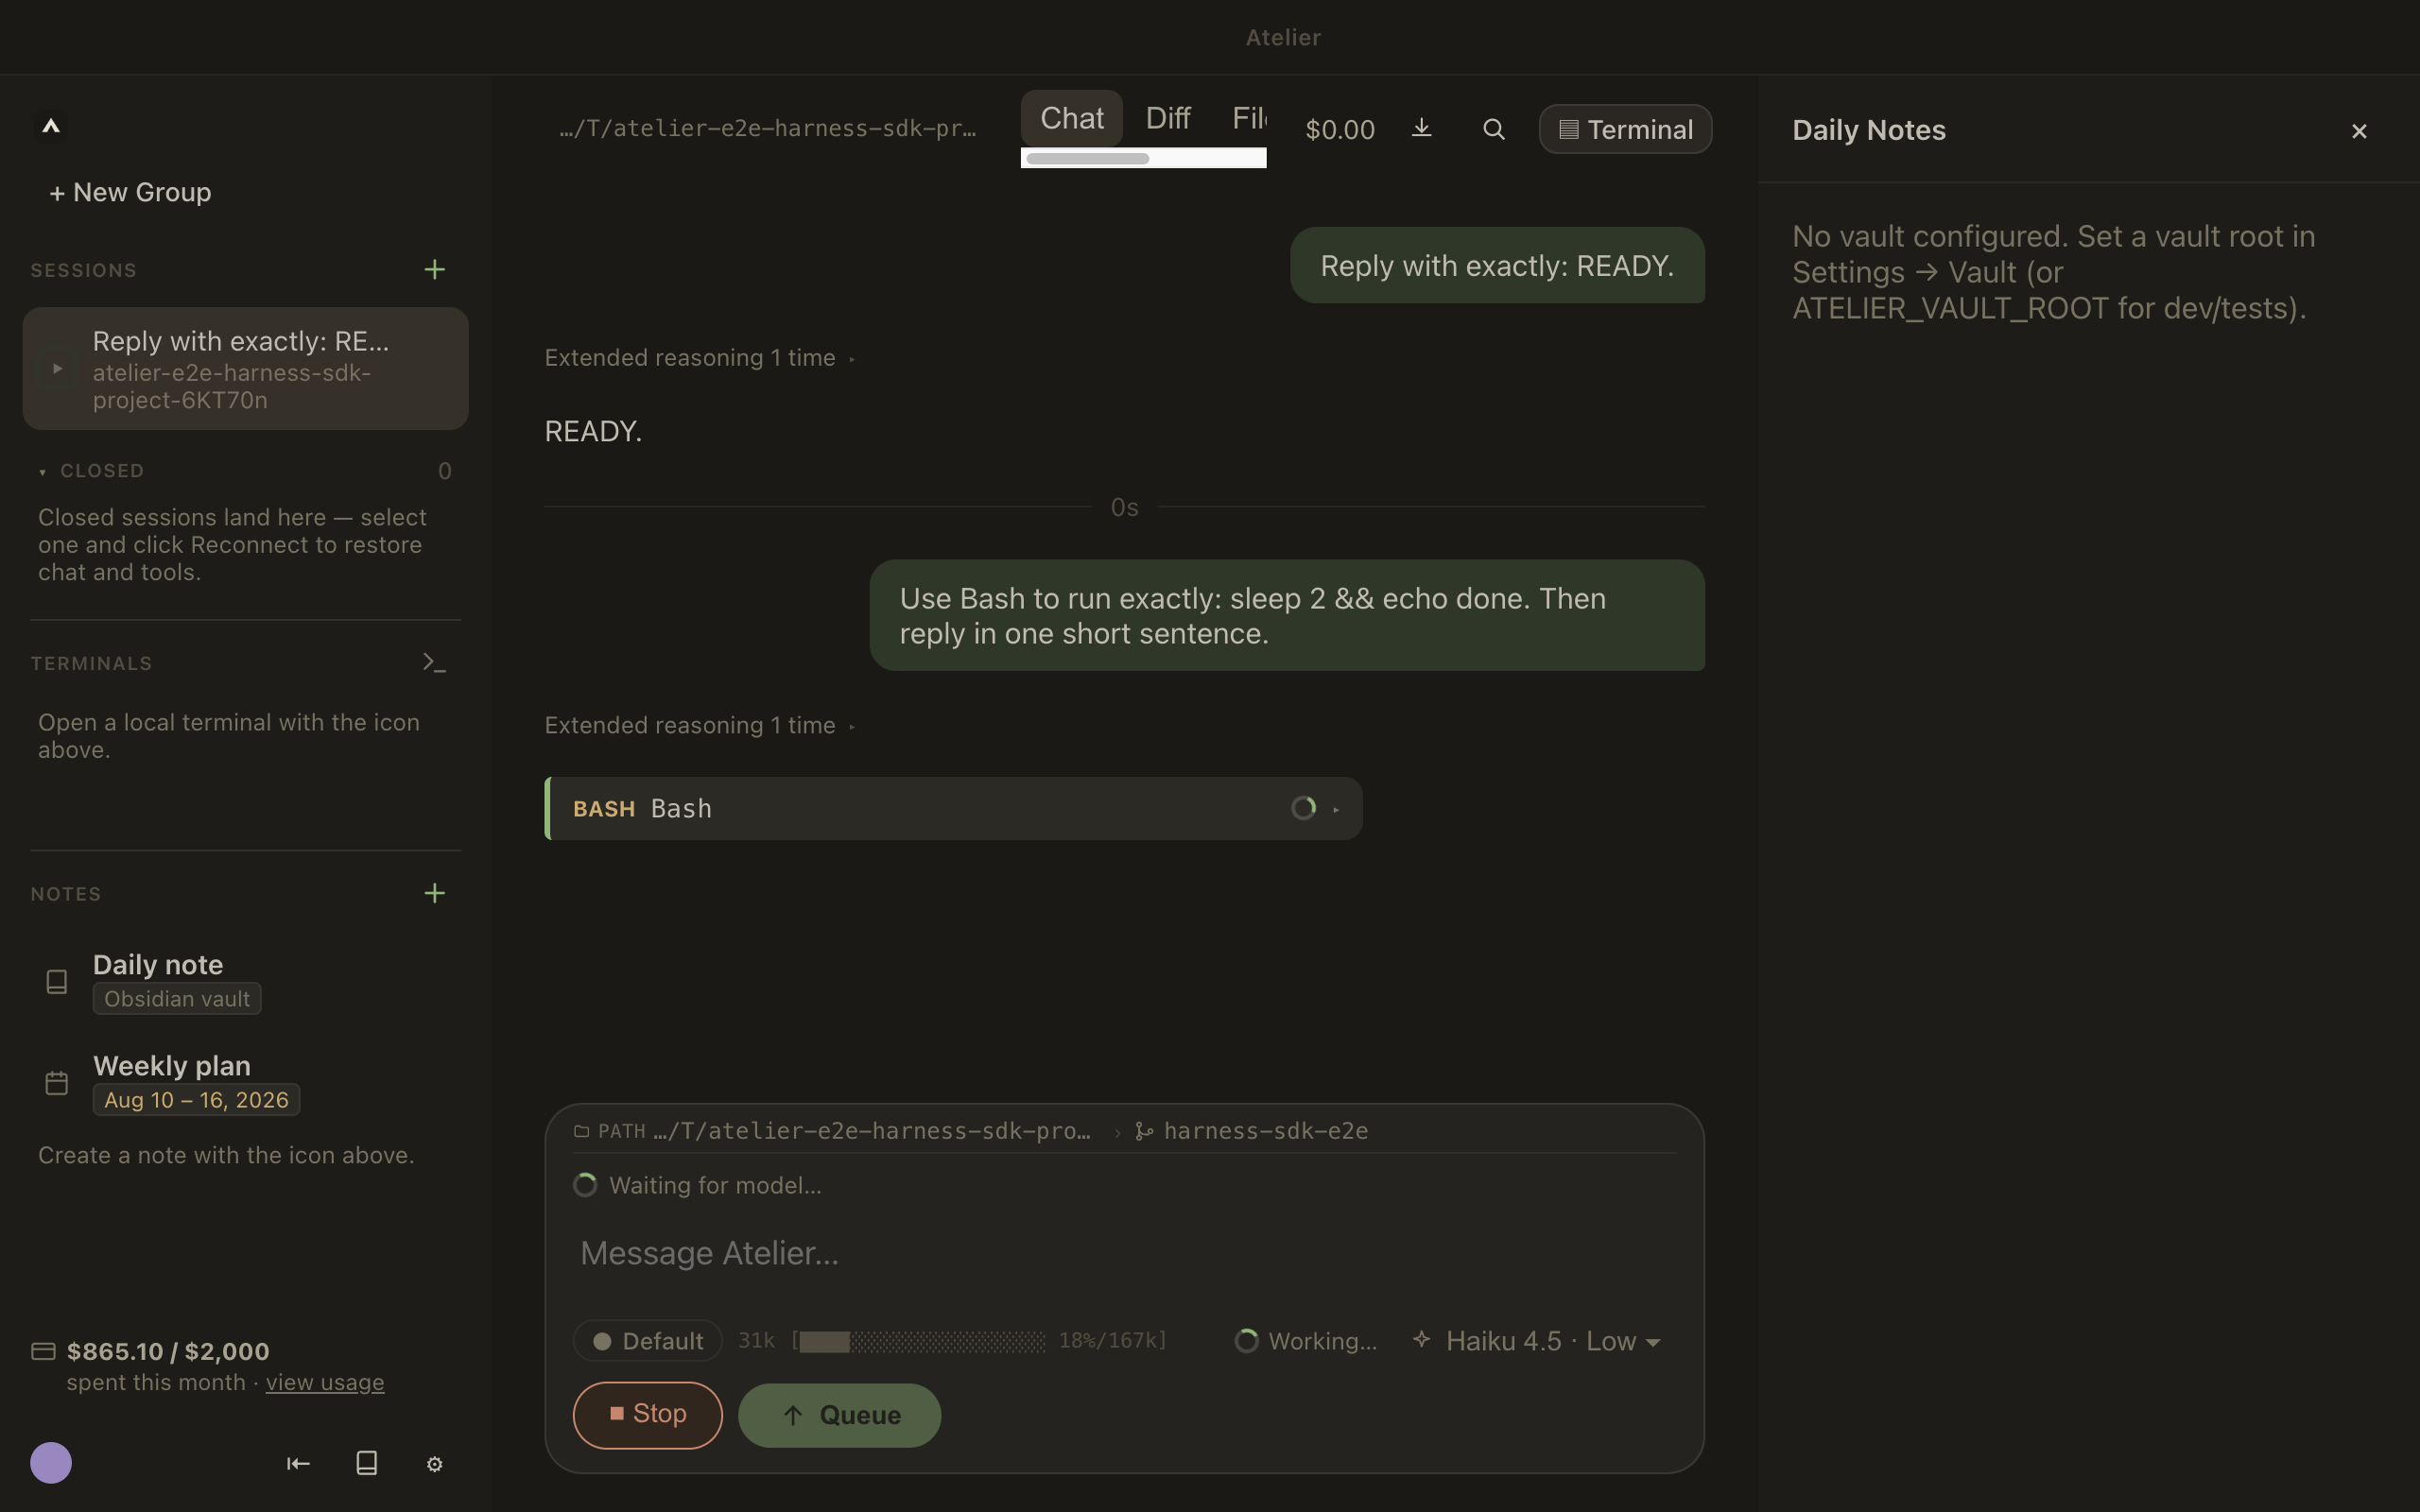 Atelier
+ New Group
SESSIONS
Reply with exactly: RE…
atelier-e2e-harness-sdk-
project-6KT70n
CLOSED 0
Closed sessions land here — select
one and click Reconnect to restore
chat and tools.
TERMINALS
Open a local terminal with the icon
above.
NOTES
Daily note
Obsidian vault
Weekly plan
Aug 10 – 16, 2026
Create a note with the icon above.
$865.10 / $2,000
spent this month · view usage
…/T/atelier-e2e-harness-sdk-pr…
Chat Diff
$0.00
Terminal
Reply with exactly: READY.
Extended reasoning 1 time
READY.
0s
Use Bash to run exactly: sleep 2 && echo done. Then
reply in one short sentence.
Extended reasoning 1 time
BASH Bash
PATH …/T/atelier-e2e-harness-sdk-pro… › harness-sdk-e2e
Waiting for model…
Message Atelier…
Default 31k [ 18%/167k] Working… Haiku 4.5 · Low
Stop Queue
Daily Notes
No vault configured. Set a vault root in
Settings → Vault (or
ATELIER_VAULT_ROOT for dev/tests).